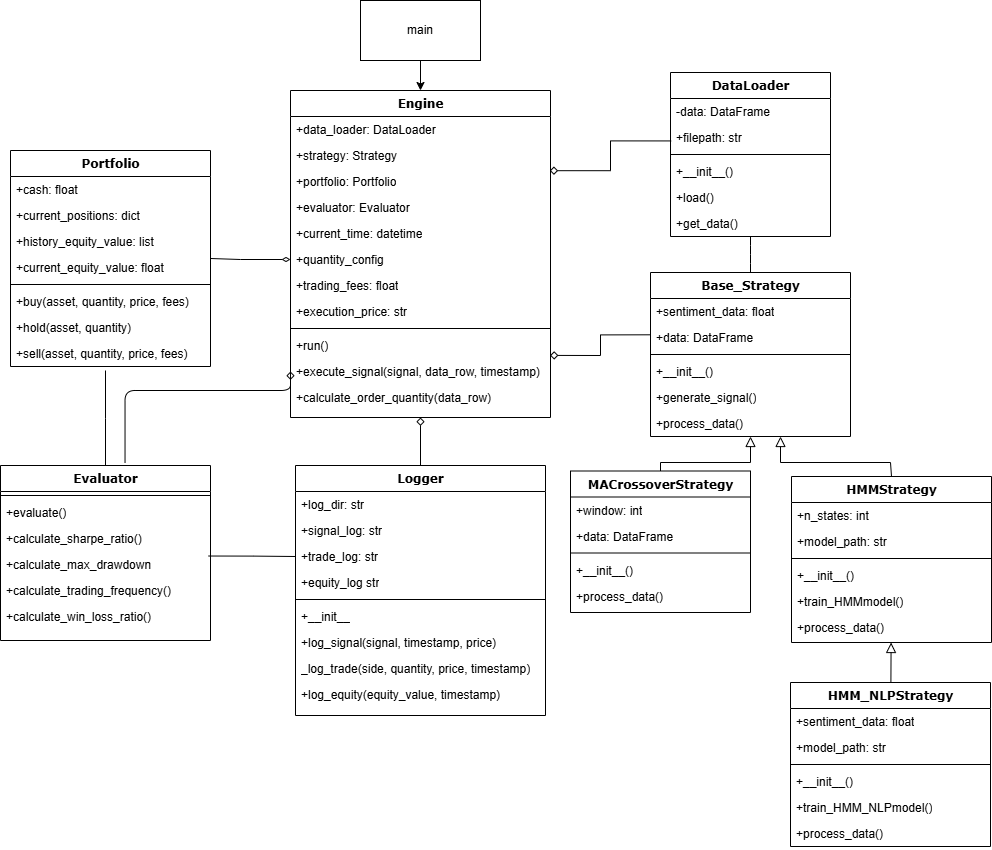 main
Engine
+data_loader: DataLoader
+strategy: Strategy
+portfolio: Portfolio
+evaluator: Evaluator
+current_time: datetime
+quantity_config
+trading_fees: float
+execution_price: str
+run()
+execute_signal(signal, data_row, timestamp)
+calculate_order_quantity(data_row)
DataLoader
-data: DataFrame
+filepath: str
+__init__()
+load()
+get_data()
Portfolio
+cash: float
+current_positions: dict
+history_equity_value: list
+current_equity_value: float
+buy(asset, quantity, price, fees)
+hold(asset, quantity)
+sell(asset, quantity, price, fees)
Base_Strategy
+sentiment_data: float
+data: DataFrame
+__init__()
+generate_signal()
+process_data()
Evaluator
+evaluate()
+calculate_sharpe_ratio()
+calculate_max_drawdown
+calculate_trading_frequency()
+calculate_win_loss_ratio()
Logger
+log_dir: str
+signal_log: str
+trade_log: str
+equity_log str
+__init__
+log_signal(signal, timestamp, price)
_log_trade(side, quantity, price, timestamp)
+log_equity(equity_value, timestamp)
MACrossoverStrategy
+window: int
+data: DataFrame
+__init__()
+process_data()
HMMStrategy
+n_states: int
+model_path: str
+__init__()
+train_HMMmodel()
+process_data()
HMM_NLPStrategy
+sentiment_data: float
+model_path: str
+__init__()
+train_HMM_NLPmodel()
+process_data()